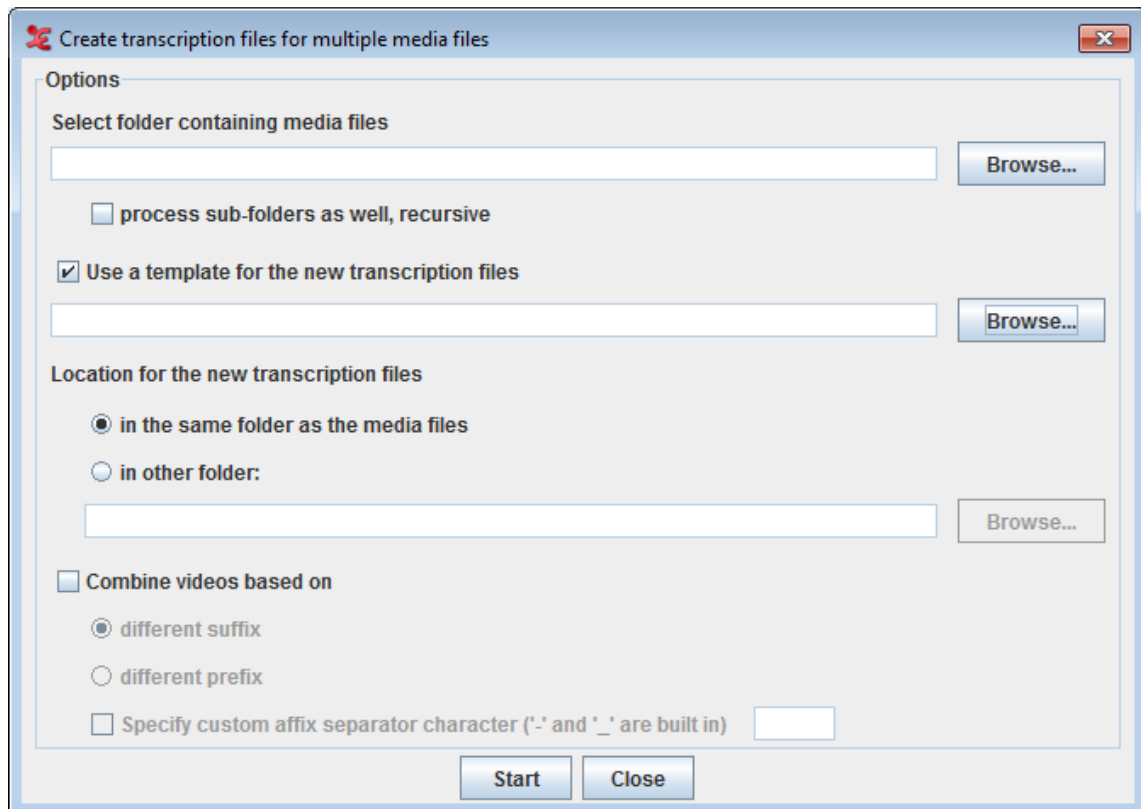 Create transcription files for multiple media files
Options
Select folder containing media files
Browse...
process sub-folders as well, recursive
Use a template for the new transcription files
Browse...
Location for the new transcription files
in the same folder as the media files
in other folder:
Browse...
Combine videos based on
different suffix
different prefix
Specify custom affix separator character ('-' and '_' are built in)
Start Close